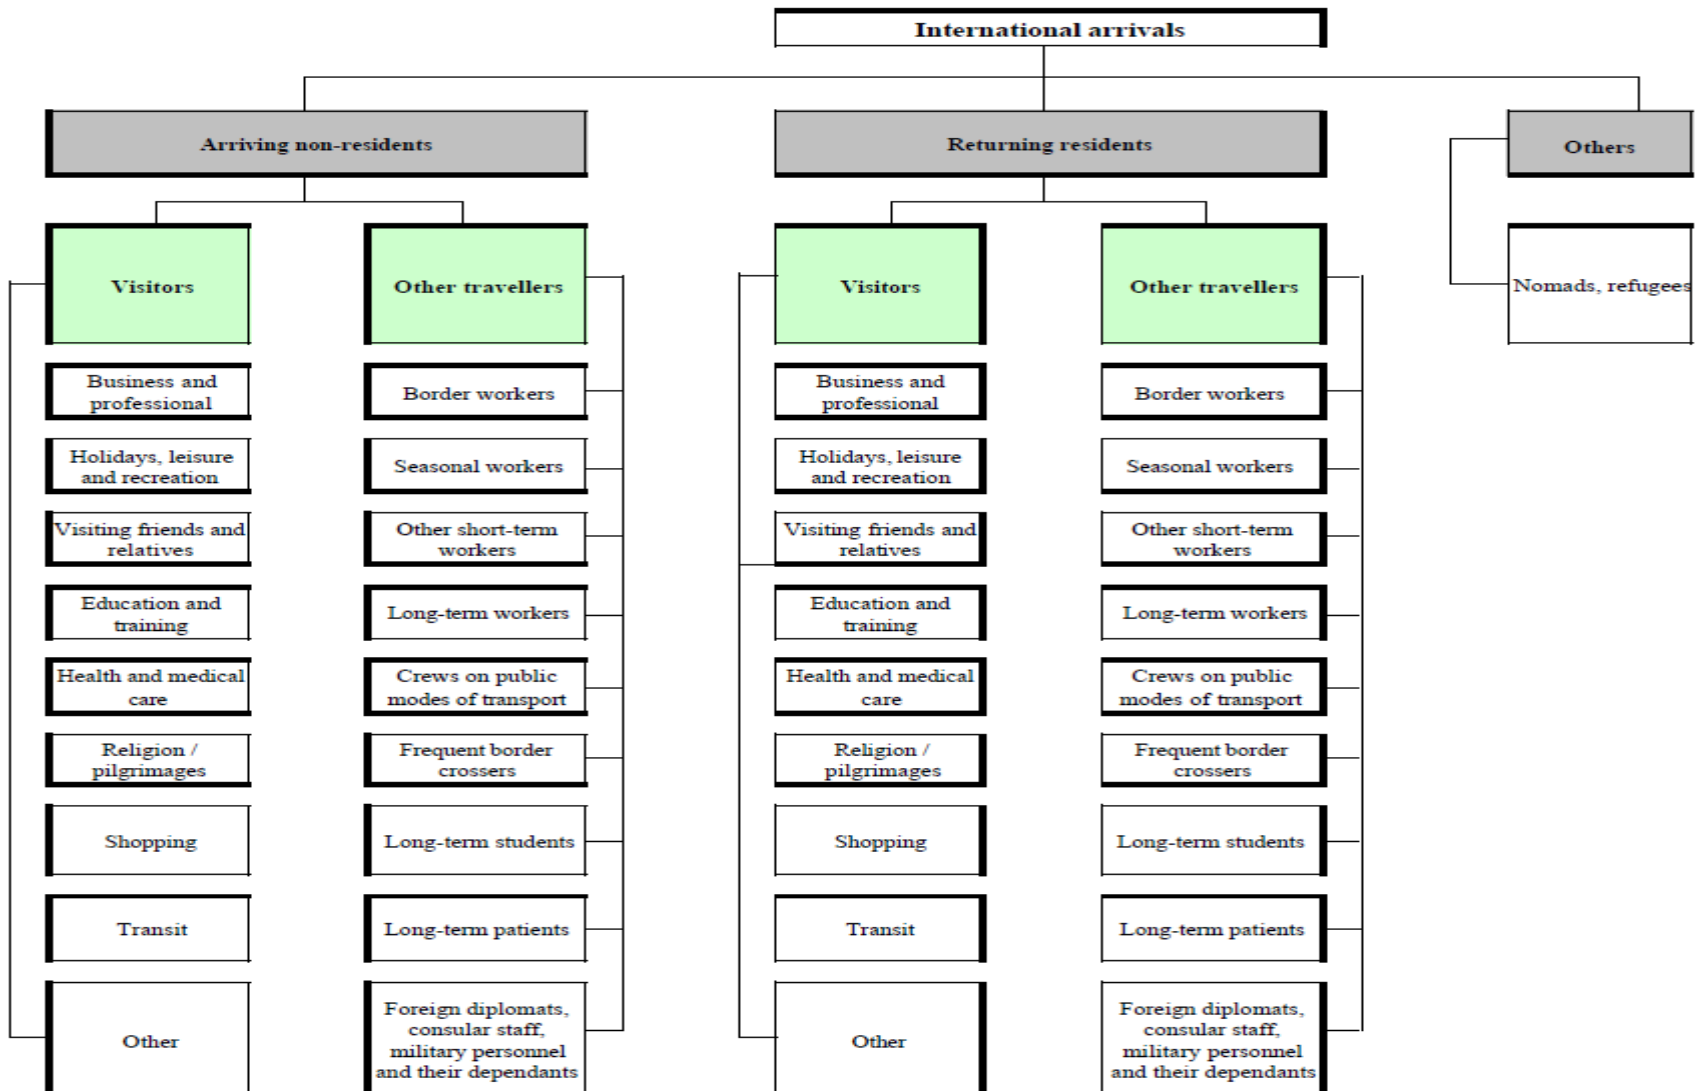 International arrivals
Arriving non-residents
Returning residents
Others
Visitors
Other travellers
Visitors
Other travellers
Nomads, refugees
Business and
professional
Border workers
Business and
professional
Border workers
Holidays, leisure
and recreation
Seasonal workers
Holidays, leisure
and recreation
Seasonal workers
Visiting friends and
relatives
Other short-term
workers
Visiting friends and
relatives
Other short-term
workers
Education and
training
Long-term workers
Education and
training
Long-term workers
Health and medical
care
Crews on public
modes of transport
Health and medical
care
Crews on public
modes of transport
Religion /
pilgrimages
Frequent border
crossers
Religion /
pilgrimages
Frequent border
crossers
Shopping
Long-term students
Shopping
Long-term students
Transit
Long-term patients
Transit
Long-term patients
Other
Foreign diplomats,
consular staff,
military personnel
and their dependants
Other
Foreign diplomats,
consular staff,
military personnel
and their dependants